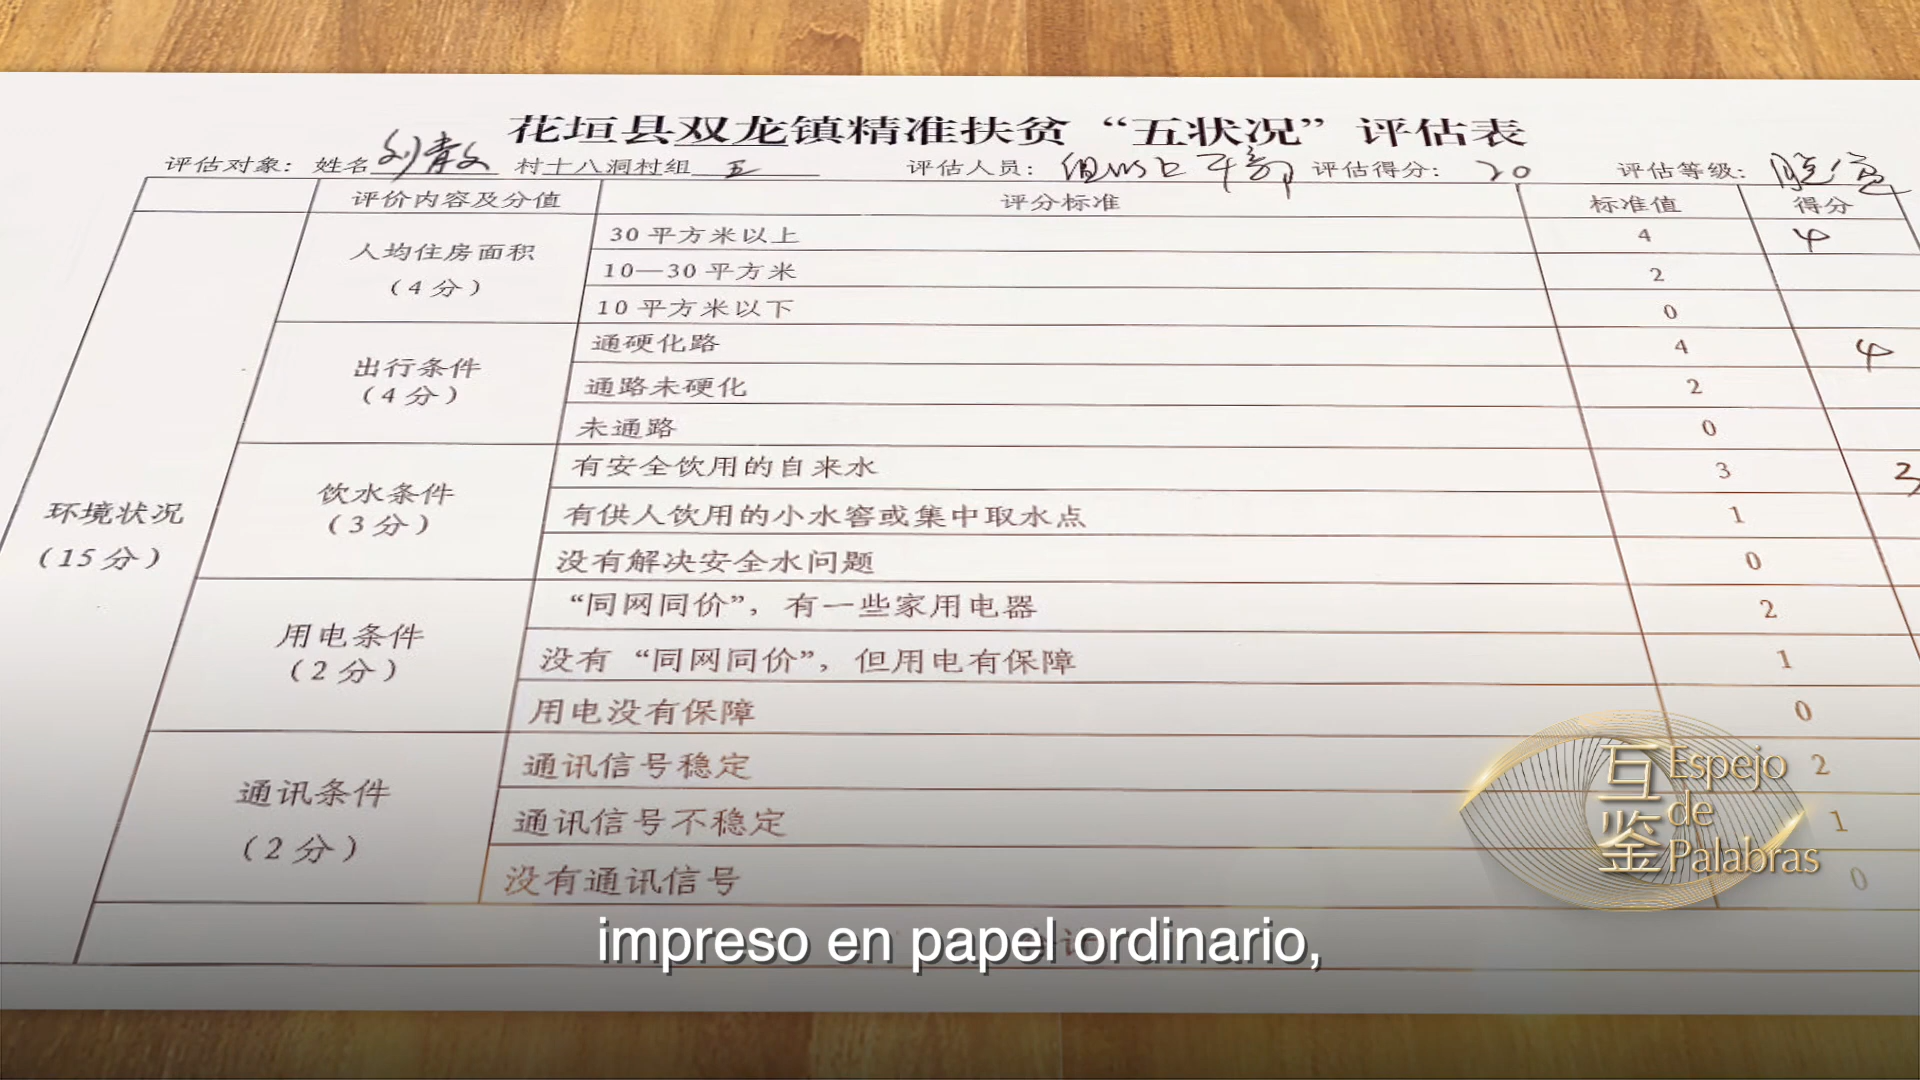 花垣县双龙镇精准扶贫“五状况”评估表
评估对象: 姓名 村十八洞村组 五 评估人员: 评估得分: 20 评估等级:
评价内容及分值 评分标准 标准值 得分
环境状况
(15分)
人均住房面积
(4分)
30平方米以上 4 4
10—30平方米 2
10平方米以下 0
出行条件
(4分)
通硬化路 4 4
通路未硬化 2
未通路 0
饮水条件
(3分)
有安全饮用的自来水 3 3
有供人饮用的小水窖或集中取水点 1
没有解决安全水问题 0
用电条件
(2分)
“同网同价”，有一些家用电器 2
没有“同网同价”，但用电有保障 1
用电没有保障 0
通讯条件
(2分)
通讯信号稳定 2
通讯信号不稳定 1
没有通讯信号 0
互鉴
Espejo
de
Palabras
impreso en papel ordinario,